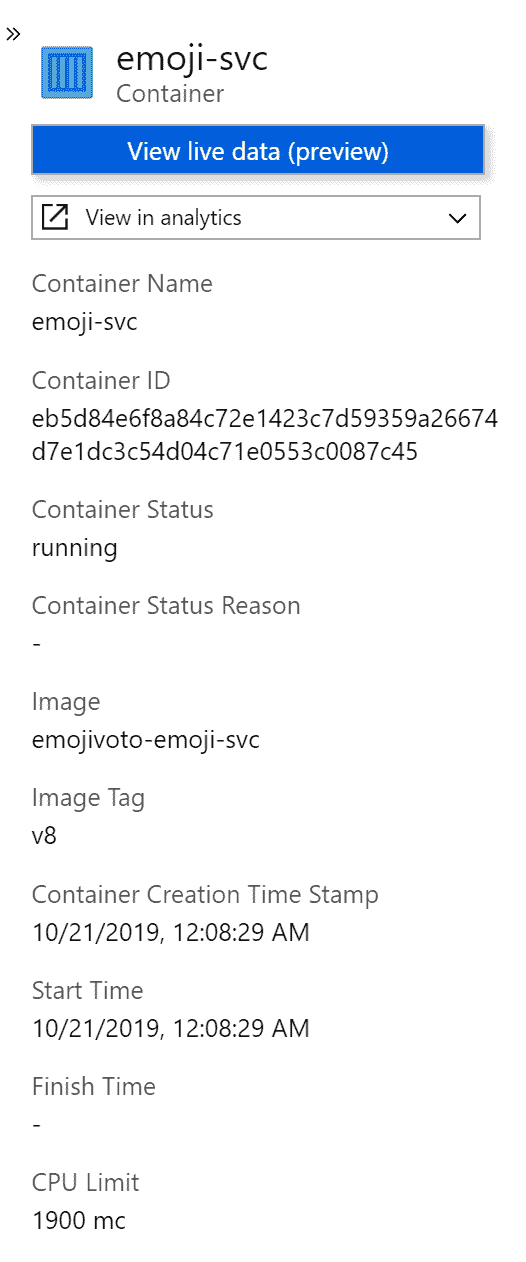 »
emoji-svc
Container
View live data (preview)
View in analytics
Container Name
emoji-svc
Container ID
eb5d84e6f8a84c72e1423c7d59359a26674
d7e1dc3c54d04c71e0553c0087c45
Container Status
running
Container Status Reason
-
Image
emojivoto-emoji-svc
Image Tag
v8
Container Creation Time Stamp
10/21/2019, 12:08:29 AM
Start Time
10/21/2019, 12:08:29 AM
Finish Time
-
CPU Limit
1900 mc